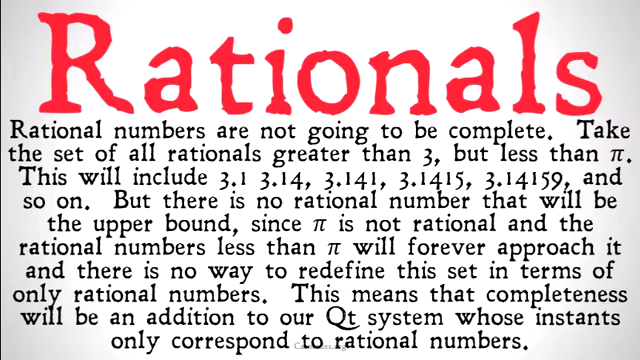 Rationals
Rational numbers are not going to be complete. Take
the set of all rationals greater than 3, but less than π.
This will include 3.1 3.14, 3.141, 3.1415, 3.14159, and
so on. But there is no rational number that will be
the upper bound, since π is not rational and the
rational numbers less than π will forever approach it
and there is no way to redefine this set in terms of
only rational numbers. This means that completeness
will be an addition to our Qt system whose instants
only correspond to rational numbers.